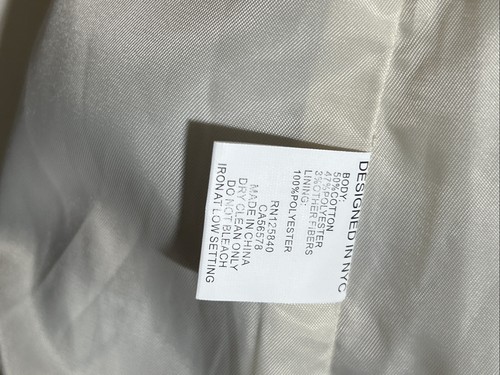 DESIGNED IN NYC
BODY:
50%COTTON
47%POLYESTER
3%OTHER FIBERS
LINING:
100%POLYESTER
RN125840
CA56578
MADE IN CHINA
DRY CLEAN ONLY
DO NOT BLEACH
IRON AT LOW SETTING